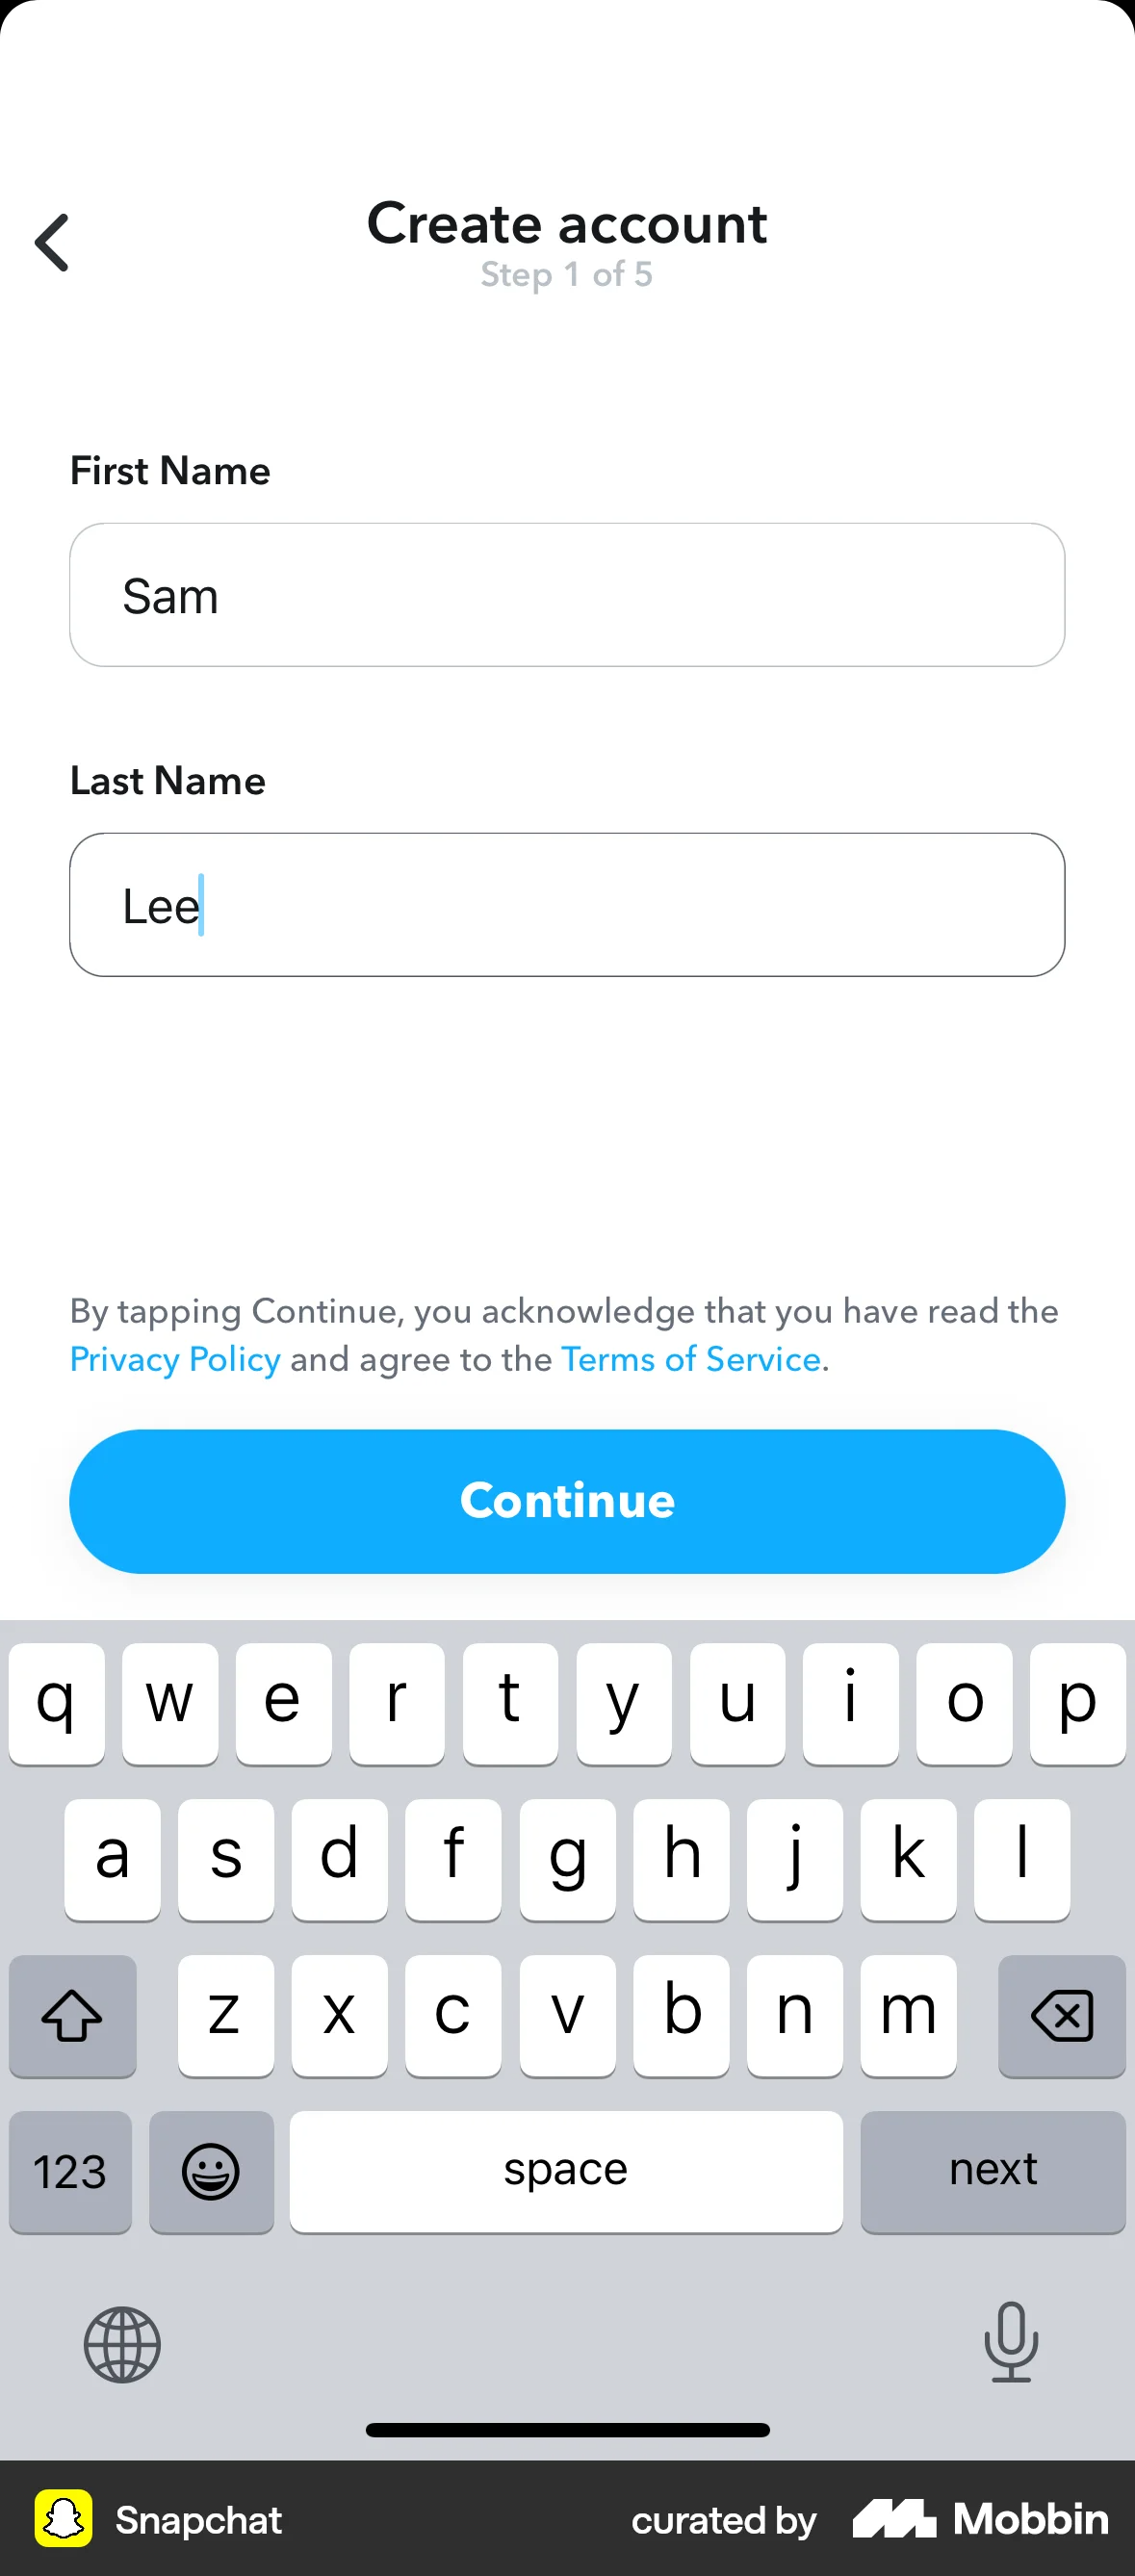 Create account
Step 1 of 5
First Name
Sam
Last Name
Lee
By tapping Continue, you acknowledge that you have read the
Privacy Policy and agree to the Terms of Service.
Continue
q w e r t y u i o p
a s d f g h j k l
z x c v b n m
123 space next
Snapchat curated by Mobbin